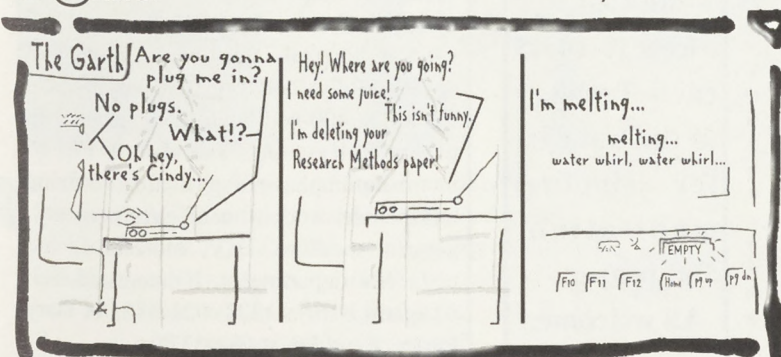 The Garth
Are you gonna
plug me in?
No plugs.
What!?
Oh hey,
there's Cindy...
Hey! Where are you going?
I need some juice!
This isn't funny.
I'm deleting your
Research Methods paper!
I'm melting...
melting...
water whirl, water whirl...
EMPTY
F10 F11 F12 Home pg up pg dn